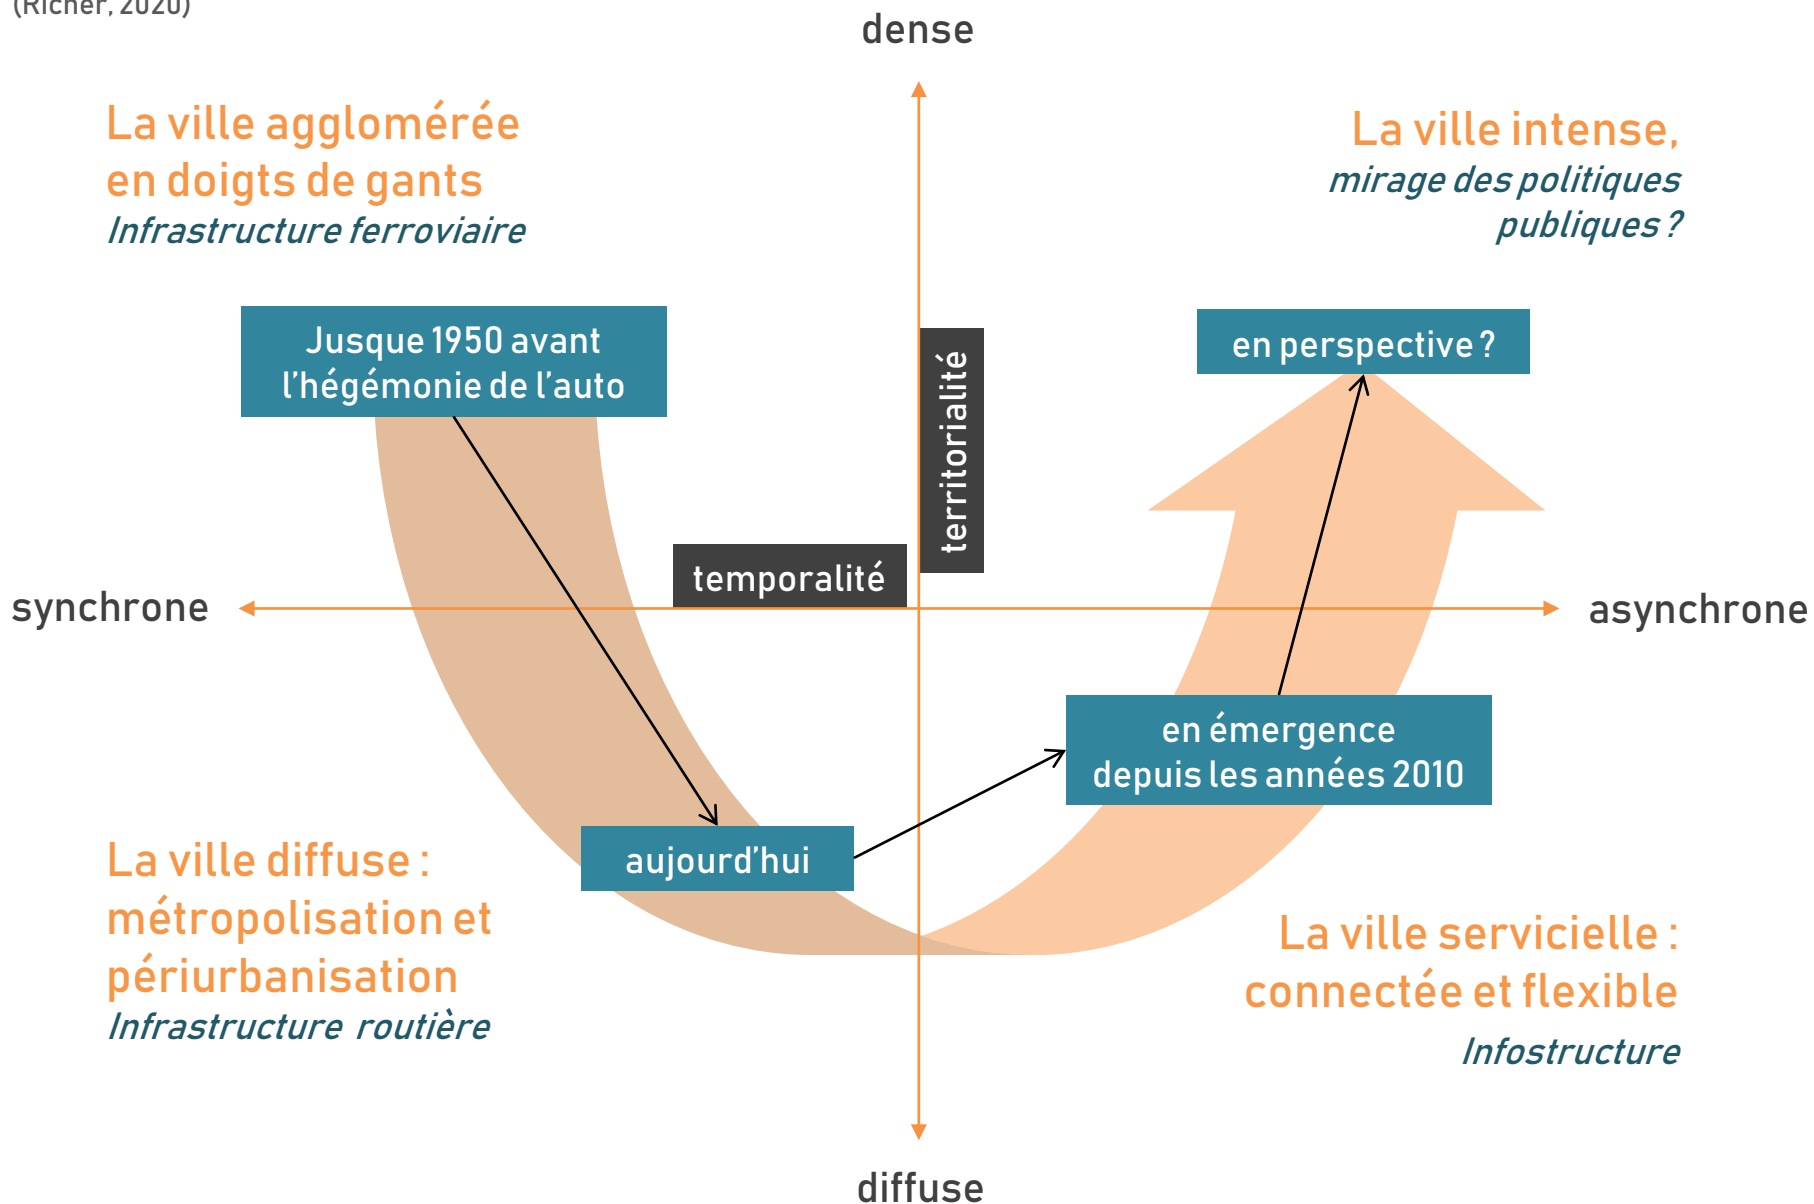 (Richer, 2020)
dense
La ville agglomérée
en doigts de gants
Infrastructure ferroviaire
La ville intense,
mirage des politiques
publiques ?
Jusque 1950 avant
l'hégémonie de l'auto
en perspective ?
territorialité
temporalité
synchrone
asynchrone
en émergence
depuis les années 2010
aujourd'hui
La ville diffuse :
métropolisation et
périurbanisation
Infrastructure routière
La ville servicielle :
connectée et flexible
Infostructure
diffuse